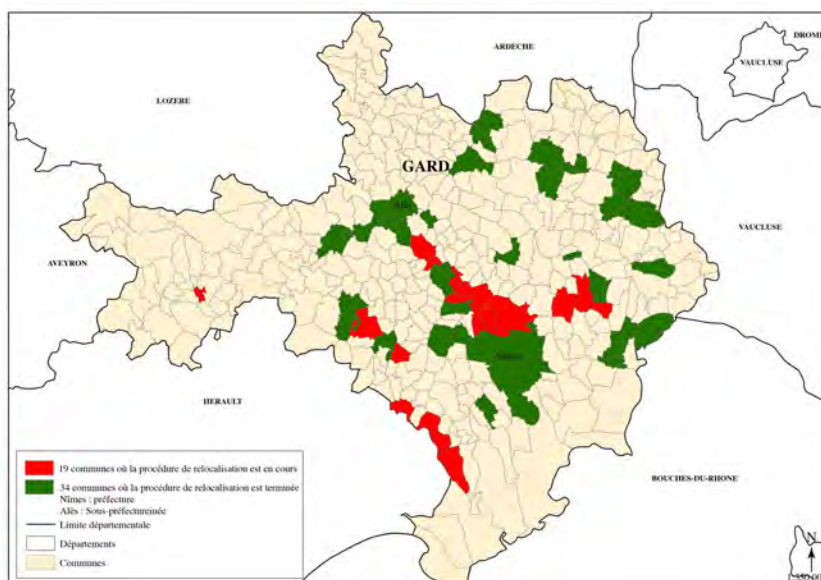 ARDECHE
DROME
VAUCLUSE
LOZERE
GARD
Alès
VAUCLUSE
AVEYRON
Nîmes
HERAULT
BOUCHES-DU-RHONE
19 communes où la procédure de relocalisation est en cours
34 communes où la procédure de relocalisation est terminée
Nîmes : préfecture
Alès : Sous-préfectureinée
Limite départementale
Départements
Communes
N